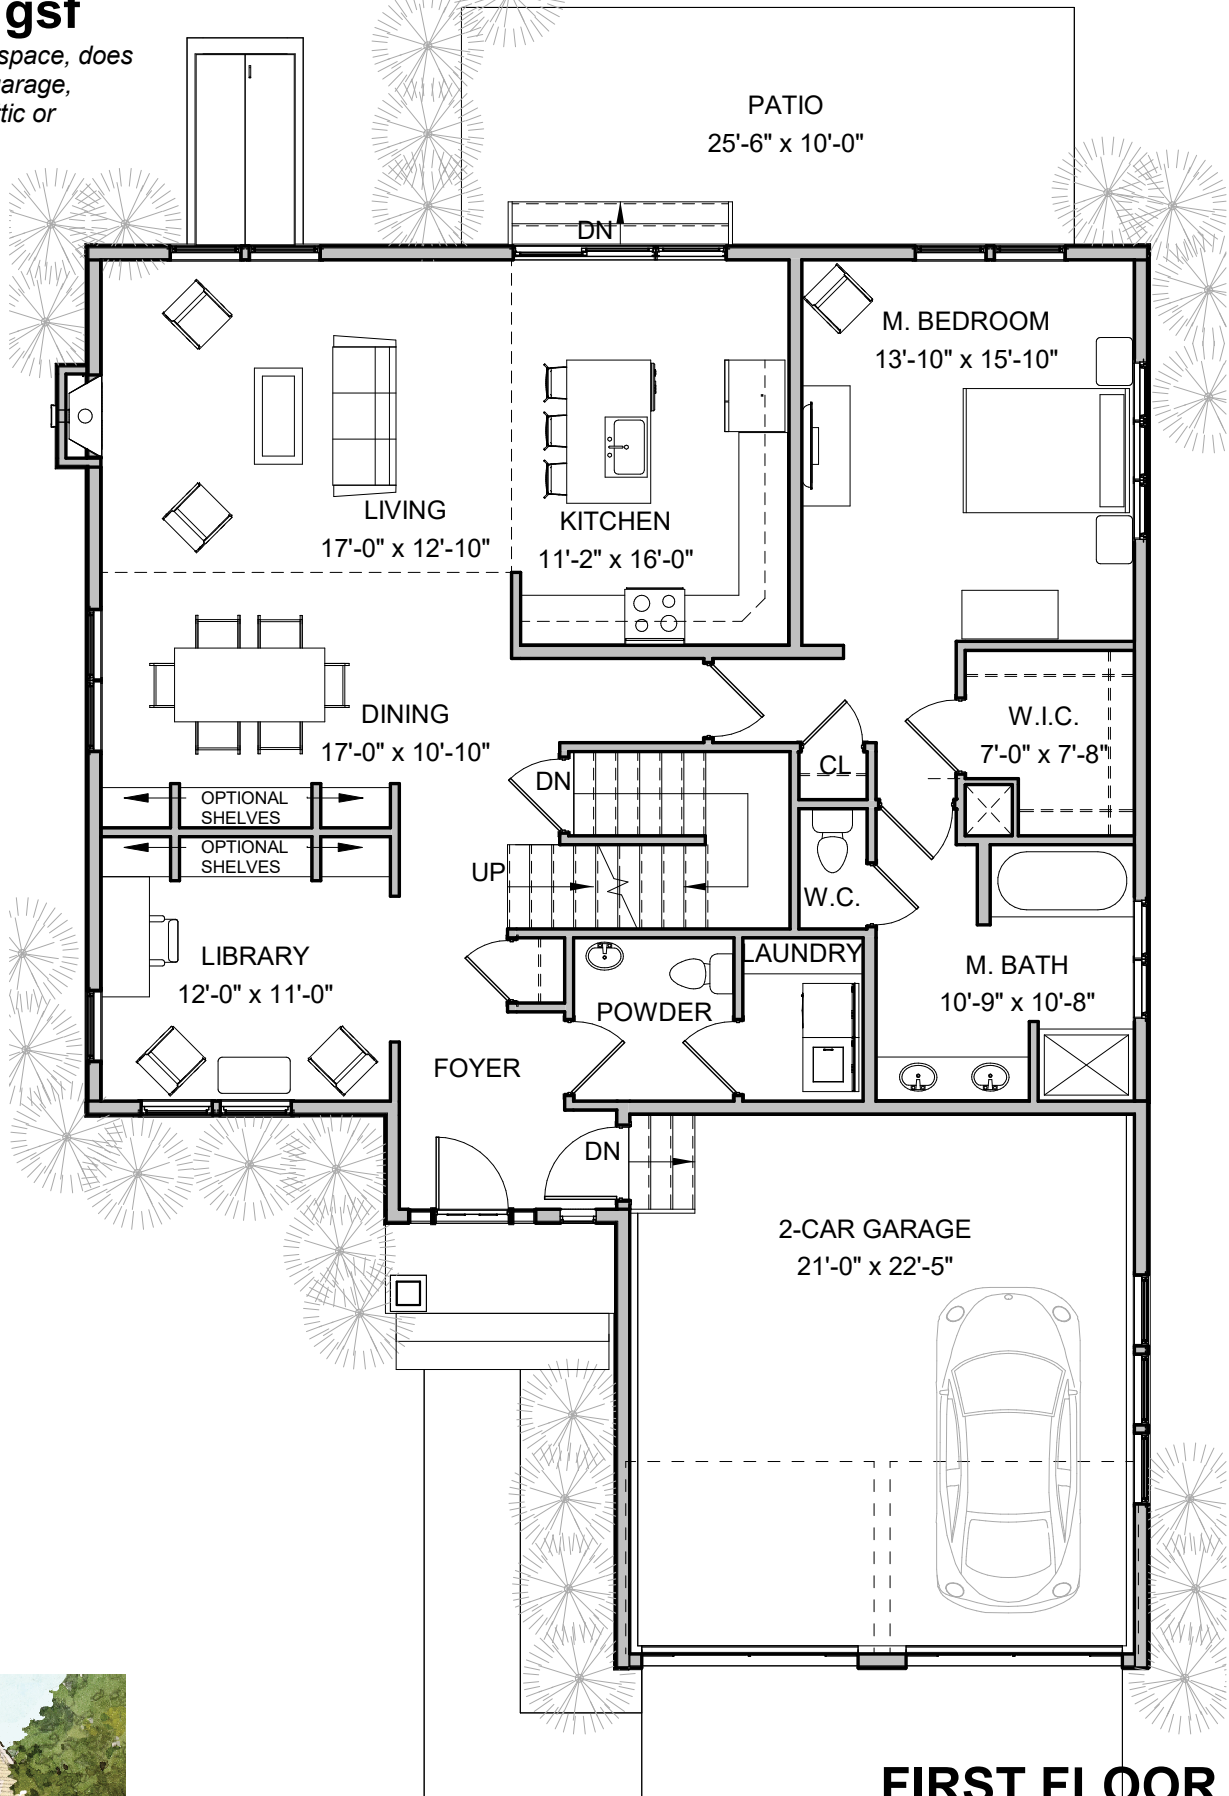 gsf
space, does
garage,
or
PATIO
25'-6" x 10'-0"
DN
M. BEDROOM
13'-10" x 15'-10"
LIVING
17'-0" x 12'-10"
KITCHEN
11'-2" x 16'-0"
W.I.C.
7'-0" x 7'-8"
DINING
17'-0" x 10'-10"
CL
DN
OPTIONAL
SHELVES
OPTIONAL
SHELVES
UP
W.C.
LIBRARY
12'-0" x 11'-0"
LAUNDRY
M. BATH
10'-9" x 10'-8"
POWDER
FOYER
DN
2-CAR GARAGE
21'-0" x 22'-5"
FIRST FLOOR